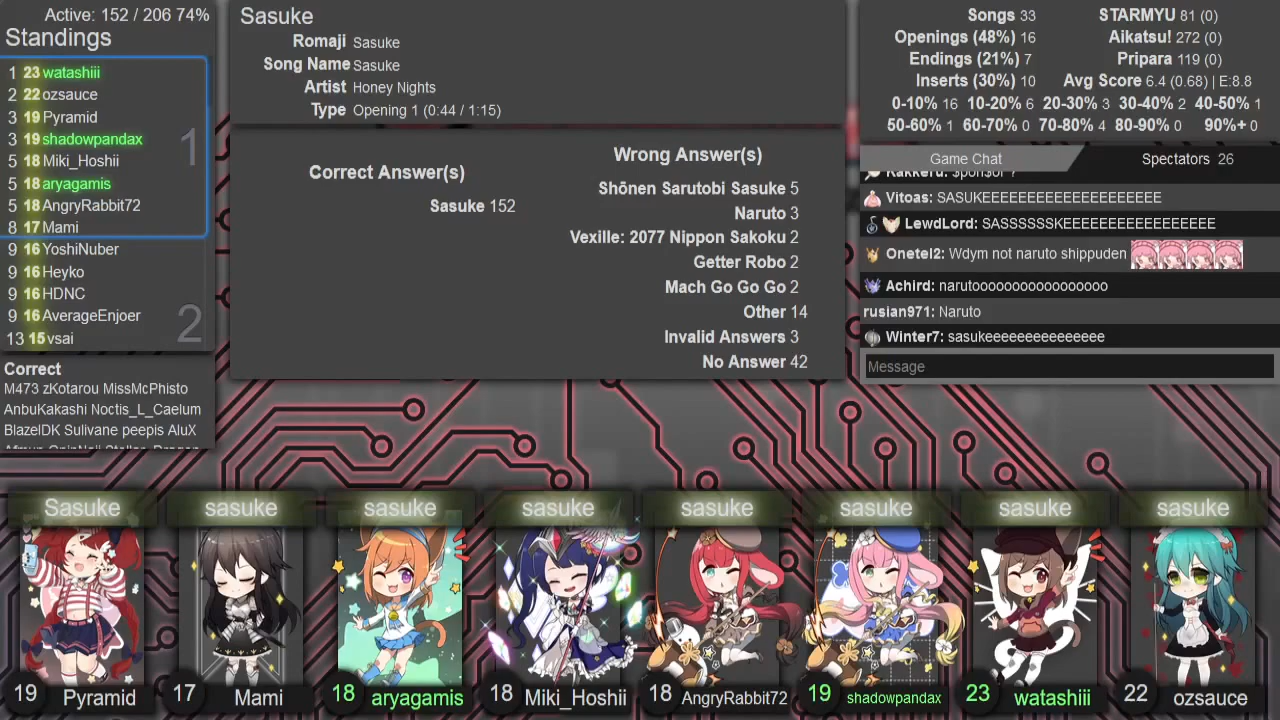 Active: 152 / 206 74%
Standings
1 23 watashiii
2 22 ozsauce
3 19 Pyramid
3 19 shadowpandax
5 18 Miki_Hoshii
5 18 aryagamis
5 18 AngryRabbit72
8 17 Mami
1
9 16 YoshiNuber
9 16 Heyko
9 16 HDNC
9 16 AverageEnjoer
13 15 vsai
2
Correct
M473 zKotarou MissMcPhisto
AnbuKakashi Noctis_L_Caelum
BlazelDK Sulivane peepis AluX
Sasuke
Romaji Sasuke
Song Name Sasuke
Artist Honey Nights
Type Opening 1 (0:44 / 1:15)
Correct Answer(s)
Sasuke 152
Wrong Answer(s)
Shōnen Sarutobi Sasuke 5
Naruto 3
Vexille: 2077 Nippon Sakoku 2
Getter Robo 2
Mach Go Go Go 2
Other 14
Invalid Answers 3
No Answer 42
Songs 33 STARMYU 81 (0)
Openings (48%) 16 Aikatsu! 272 (0)
Endings (21%) 7 Pripara 119 (0)
Inserts (30%) 10 Avg Score 6.4 (0.68) | E:8.8
0-10% 16 10-20% 6 20-30% 3 30-40% 2 40-50% 1
50-60% 1 60-70% 0 70-80% 4 80-90% 0 90%+ 0
Game Chat Spectators 26
Rakkeru: $pon$or ?
Vitoas: SASUKEEEEEEEEEEEEEEEEEEEEE
LewdLord: SASSSSSSKEEEEEEEEEEEEEEEEE
Onetel2: Wdym not naruto shippuden
Achird: narutoooooooooooooooo
rusian971: Naruto
Winter7: sasukeeeeeeeeeeeeeee
Message
Sasuke sasuke sasuke sasuke sasuke sasuke sasuke sasuke
19 Pyramid 17 Mami 18 aryagamis 18 Miki_Hoshii 18 AngryRabbit72 19 shadowpandax 23 watashiii 22 ozsauce